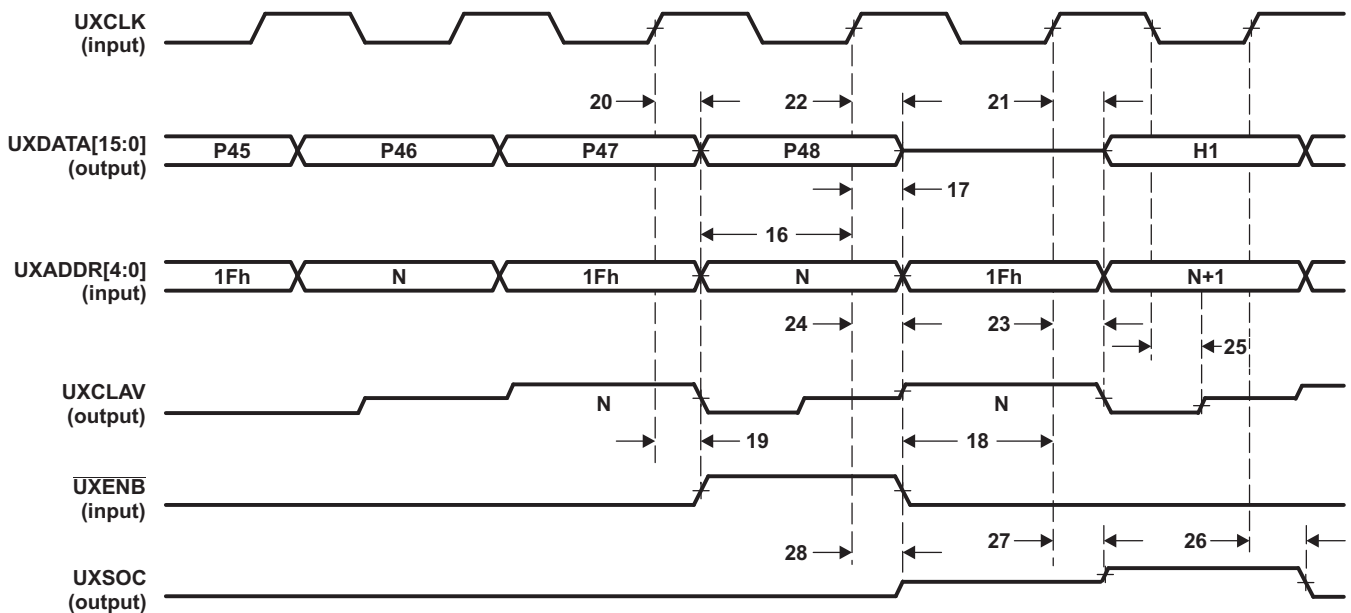 UXCLK
(input)
20 22 21
UXDATA[15:0]
(output)
P45 P46 P47 P48 H1
17
16
UXADDR[4:0]
(input)
1Fh N 1Fh N 1Fh N+1
24 23
25
UXCLAV
(output)
N N
19 18
UXENB
(input)
28 27 26
UXSOC
(output)